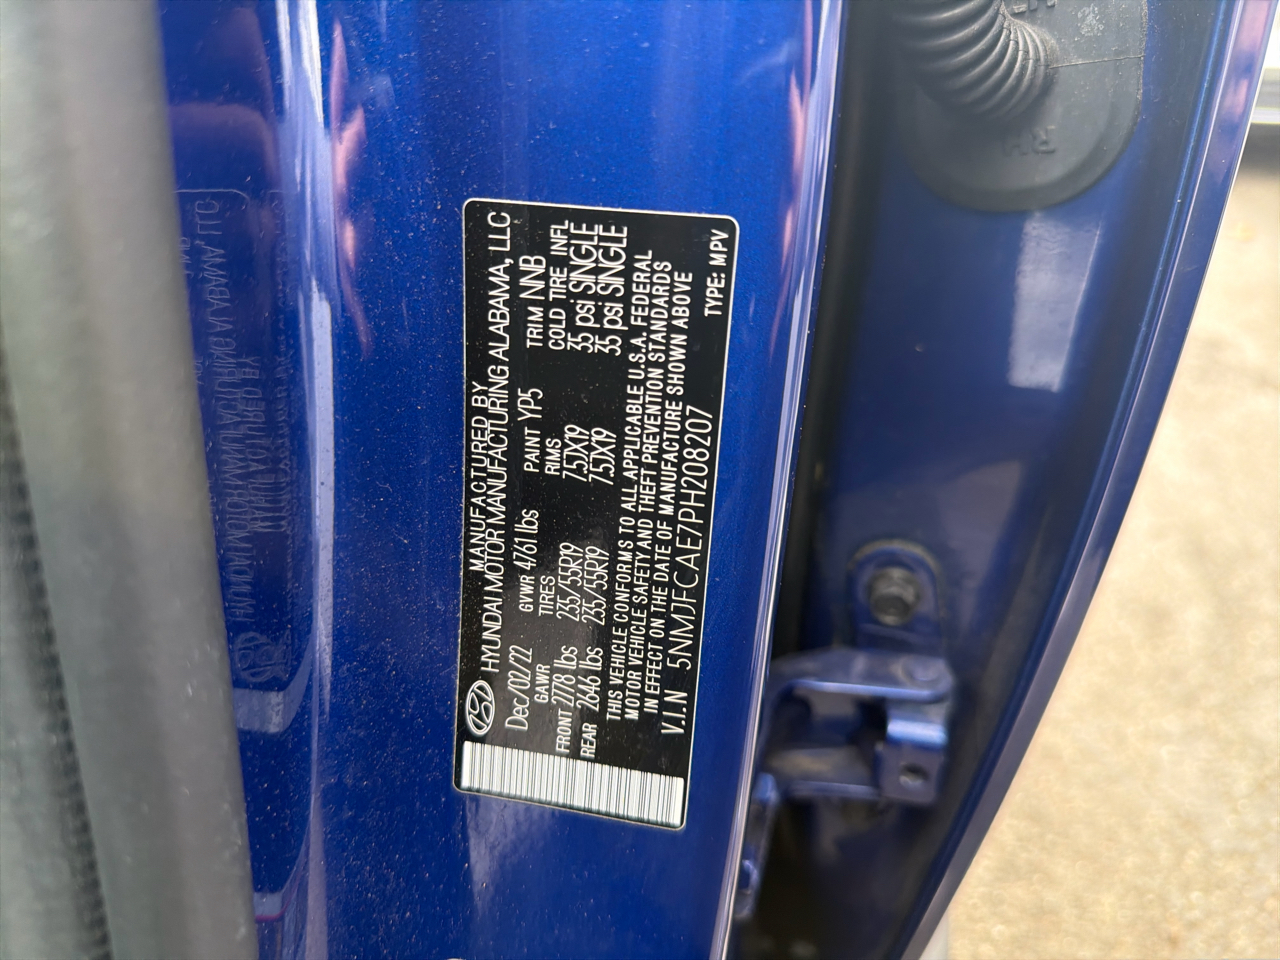 MANUFACTURED BY
HYUNDAI MOTOR MANUFACTURING ALABAMA, LLC
Dec/02/22 GVWR 4761 lbs PAINT YP5 TRIM NNB
GAWR TIRES RIMS COLD TIRE INFL
FRONT 2778 lbs 235/55R19 7.5JX19 35 psi SINGLE
REAR 2646 lbs 235/55R19 7.5JX19 35 psi SINGLE
THIS VEHICLE CONFORMS TO ALL APPLICABLE U.S.A. FEDERAL
MOTOR VEHICLE SAFETY AND THEFT PREVENTION STANDARDS
IN EFFECT ON THE DATE OF MANUFACTURE SHOWN ABOVE
V.I.N 5NMJFCAE7PH208207 TYPE: MPV
RH